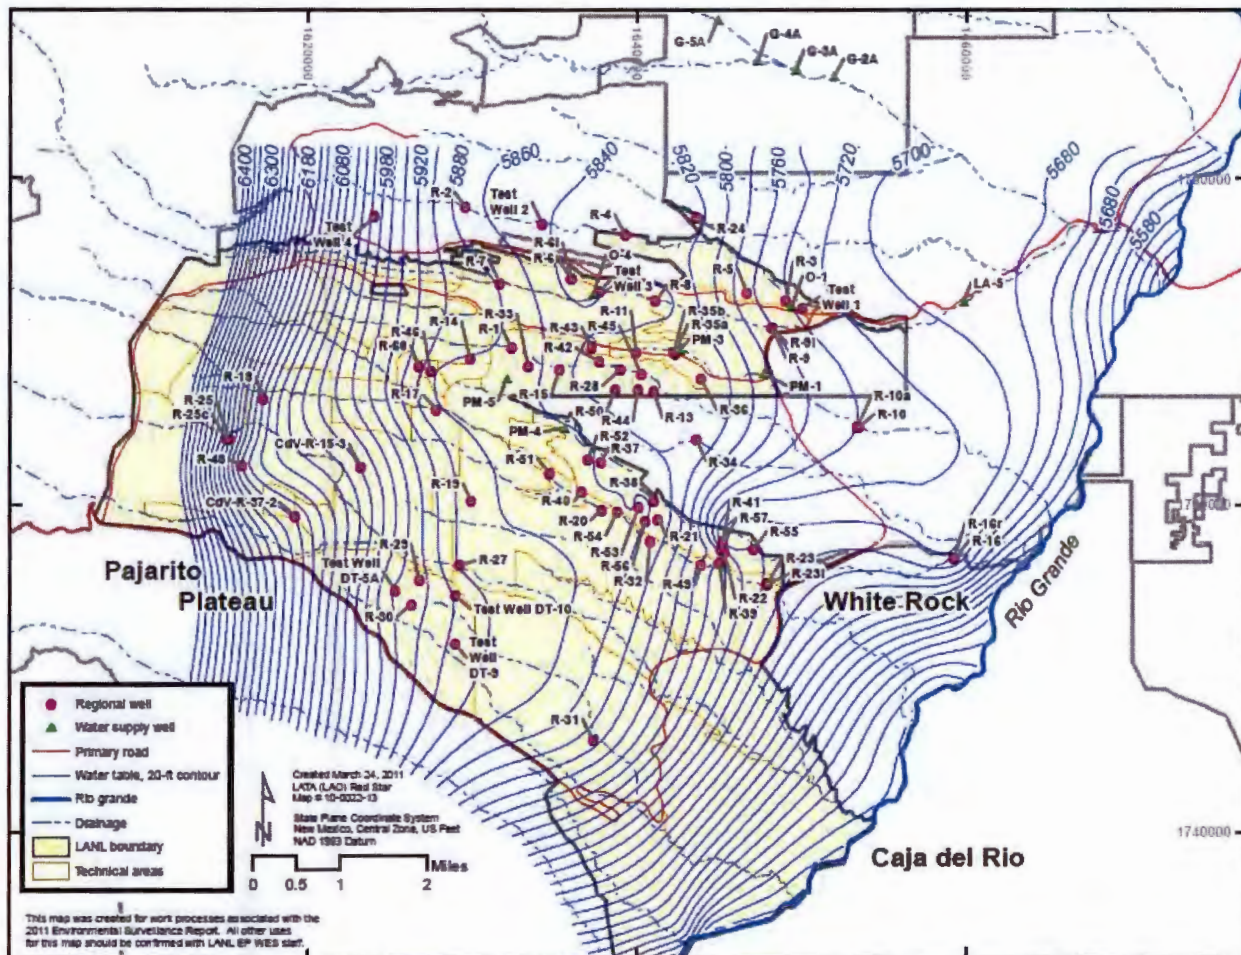 G-5A
G-4A
G-3A
G-2A
1620000
1640000
1660000
6400
6300
6180
6080
5980
5920
5880
5860
5840
5820
5800
5760
5720
5700
5680
5680
5580
R-2
Test
Well 2
R-4
R-24
Test
Well 4
R-6i
R-6
O-4
Test
Well 3
R-7
R-8
R-5
R-3
O-1
Test
Well 1
LA-5
R-11
R-35b
R-35a
PM-3
R-33
R-1
R-14
R-46
R-60
R-43
R-45
R-42
R-9i
R-9
PM-1
R-18
R-25
R-25c
R-48
R-17
PM-5
R-15
R-28
R-50
R-44
R-13
R-36
R-10a
R-10
PM-4
R-52
R-37
R-34
CdV-R-15-3
R-51
R-19
R-38
R-40
R-41
R-57
R-55
CdV-R-37-2
R-20
R-54
R-53
R-56
R-32
R-21
R-49
R-16r
R-16
R-23
R-23i
R-22
R-39
R-29
Test Well
DT-5A
R-27
R-30
Test Well DT-10
Test
Well
DT-9
R-31
Pajarito
Plateau
White Rock
Rio Grande
Caja del Rio
1740000
Regional well
Water supply well
Primary road
Water table, 20-ft contour
Rio grande
Drainage
LANL boundary
Technical areas
N
Created March 24, 2011
LATA (LAO) Red Star
State Plane Coordinate System
New Mexico, Central Zone, US Feet
NAD 1983 Datum
Miles
0 0.5 1 2
This map was created for work processes associated with the
2011 Environmental Surveillance Report. All other uses
for this map should be confirmed with LANL EP WES staff.